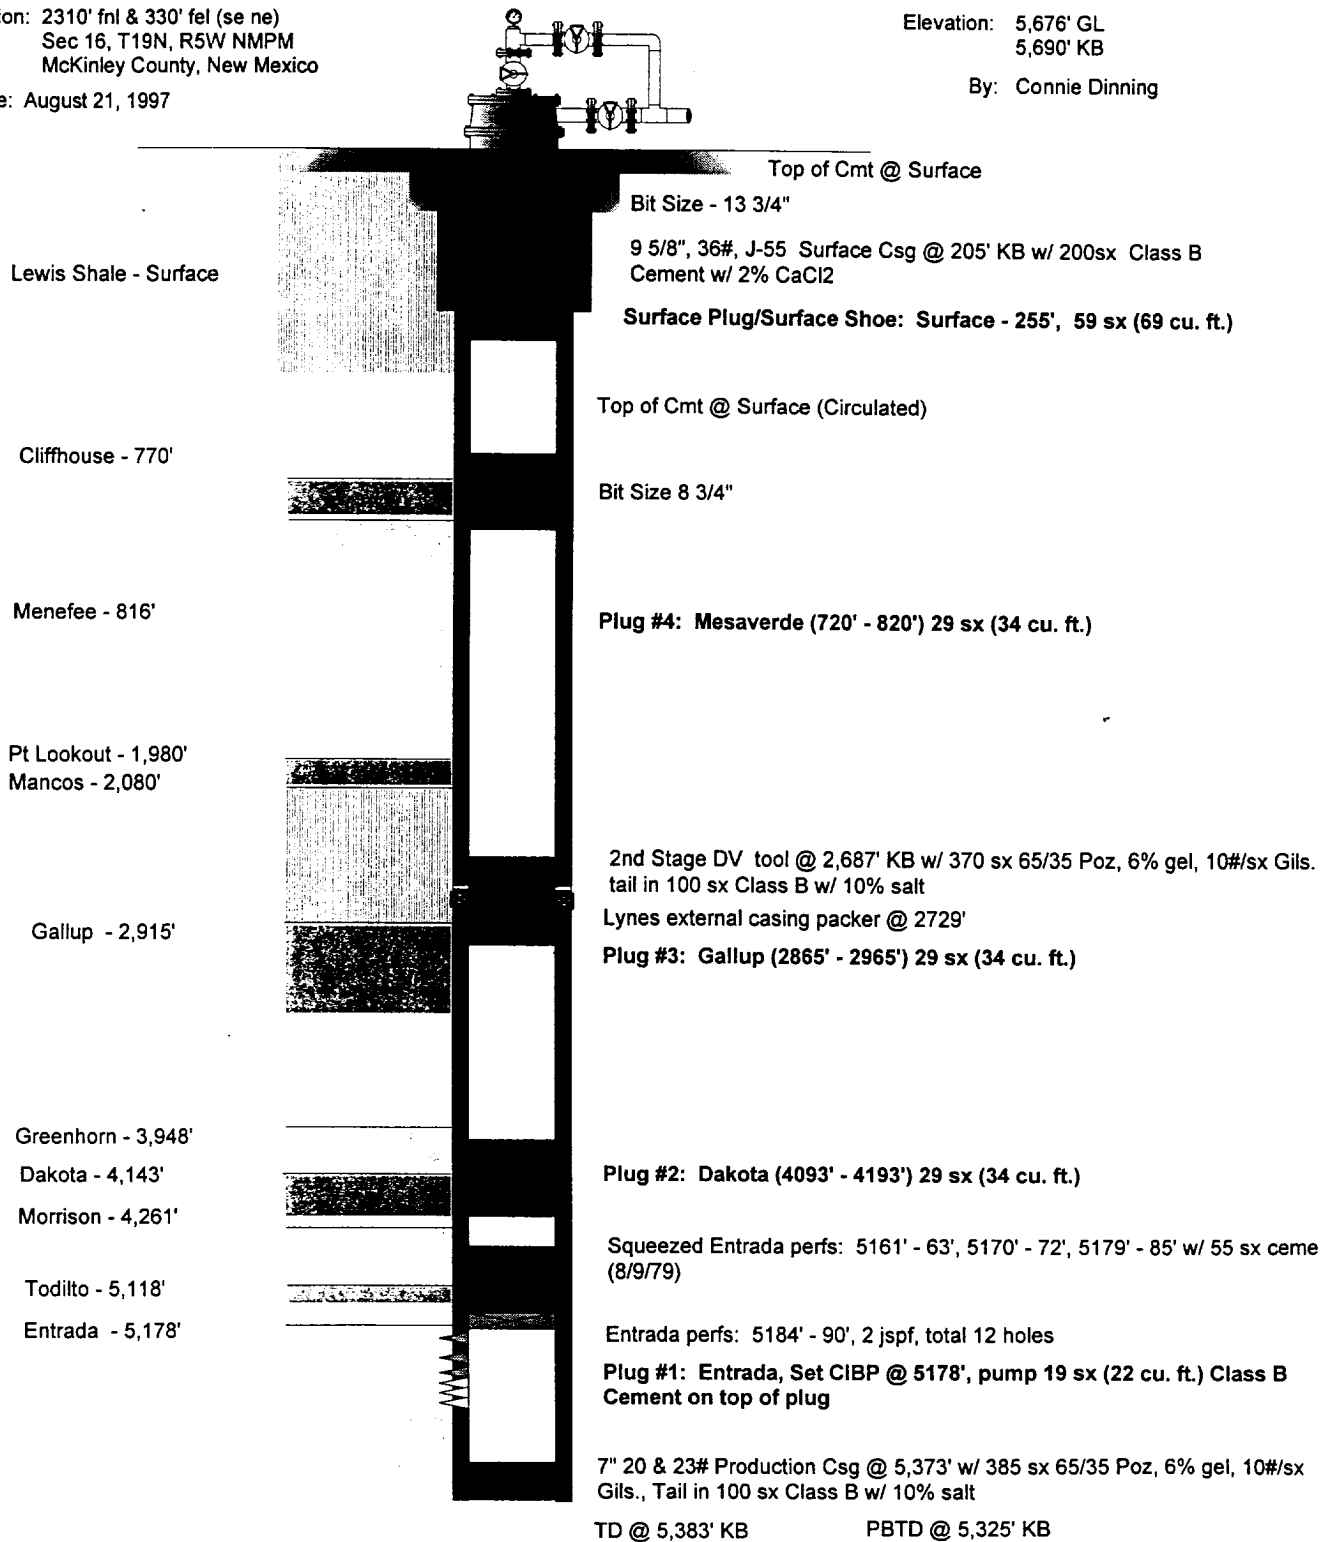 on: 2310' fnl & 330' fel (se ne)
Sec 16, T19N, R5W NMPM
McKinley County, New Mexico
e: August 21, 1997
Elevation: 5,676' GL
5,690' KB
By: Connie Dinning
Top of Cmt @ Surface
Bit Size - 13 3/4"
9 5/8", 36#, J-55 Surface Csg @ 205' KB w/ 200sx Class B
Cement w/ 2% CaCl2
Lewis Shale - Surface
Surface Plug/Surface Shoe: Surface - 255', 59 sx (69 cu. ft.)
Top of Cmt @ Surface (Circulated)
Cliffhouse - 770'
Bit Size 8 3/4"
Menefee - 816'
Plug #4: Mesaverde (720' - 820') 29 sx (34 cu. ft.)
Pt Lookout - 1,980'
Mancos - 2,080'
2nd Stage DV tool @ 2,687' KB w/ 370 sx 65/35 Poz, 6% gel, 10#/sx Gils.
tail in 100 sx Class B w/ 10% salt
Lynes external casing packer @ 2729'
Gallup - 2,915'
Plug #3: Gallup (2865' - 2965') 29 sx (34 cu. ft.)
Greenhorn - 3,948'
Dakota - 4,143'
Plug #2: Dakota (4093' - 4193') 29 sx (34 cu. ft.)
Morrison - 4,261'
Squeezed Entrada perfs: 5161' - 63', 5170' - 72', 5179' - 85' w/ 55 sx ceme
(8/9/79)
Todilto - 5,118'
Entrada - 5,178'
Entrada perfs: 5184' - 90', 2 jspf, total 12 holes
Plug #1: Entrada, Set CIBP @ 5178', pump 19 sx (22 cu. ft.) Class B
Cement on top of plug
7" 20 & 23# Production Csg @ 5,373' w/ 385 sx 65/35 Poz, 6% gel, 10#/sx
Gils., Tail in 100 sx Class B w/ 10% salt
TD @ 5,383' KB PBTD @ 5,325' KB